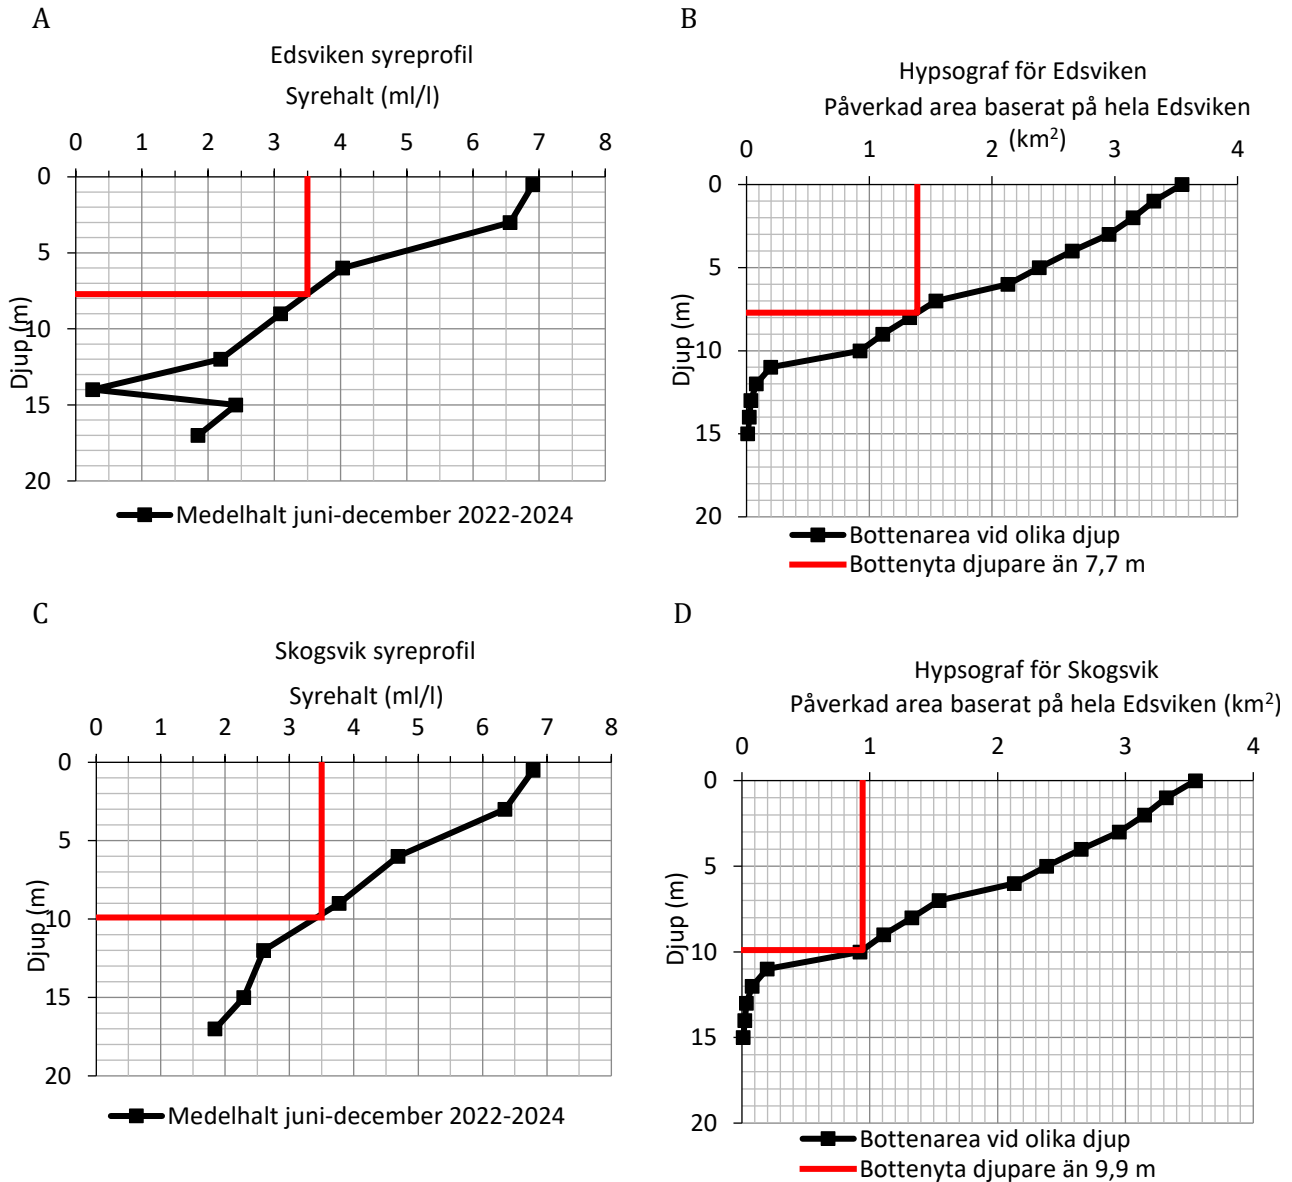 A
Edsviken syreprofil
Syrehalt (ml/l)
0 1 2 3 4 5 6 7 8
0
5
10
15
20
Djup (m)
Medelhalt juni-december 2022-2024
B
Hypsograf för Edsviken
Påverkad area baserat på hela Edsviken
(km²)
0 1 2 3 4
0
5
10
15
20
Djup (m)
Bottenarea vid olika djup
Bottenyta djupare än 7,7 m
C
Skogsvik syreprofil
Syrehalt (ml/l)
0 1 2 3 4 5 6 7 8
0
5
10
15
20
Djup (m)
Medelhalt juni-december 2022-2024
D
Hypsograf för Skogsvik
Påverkad area baserat på hela Edsviken (km²)
0 1 2 3 4
0
5
10
15
20
Djup (m)
Bottenarea vid olika djup
Bottenyta djupare än 9,9 m